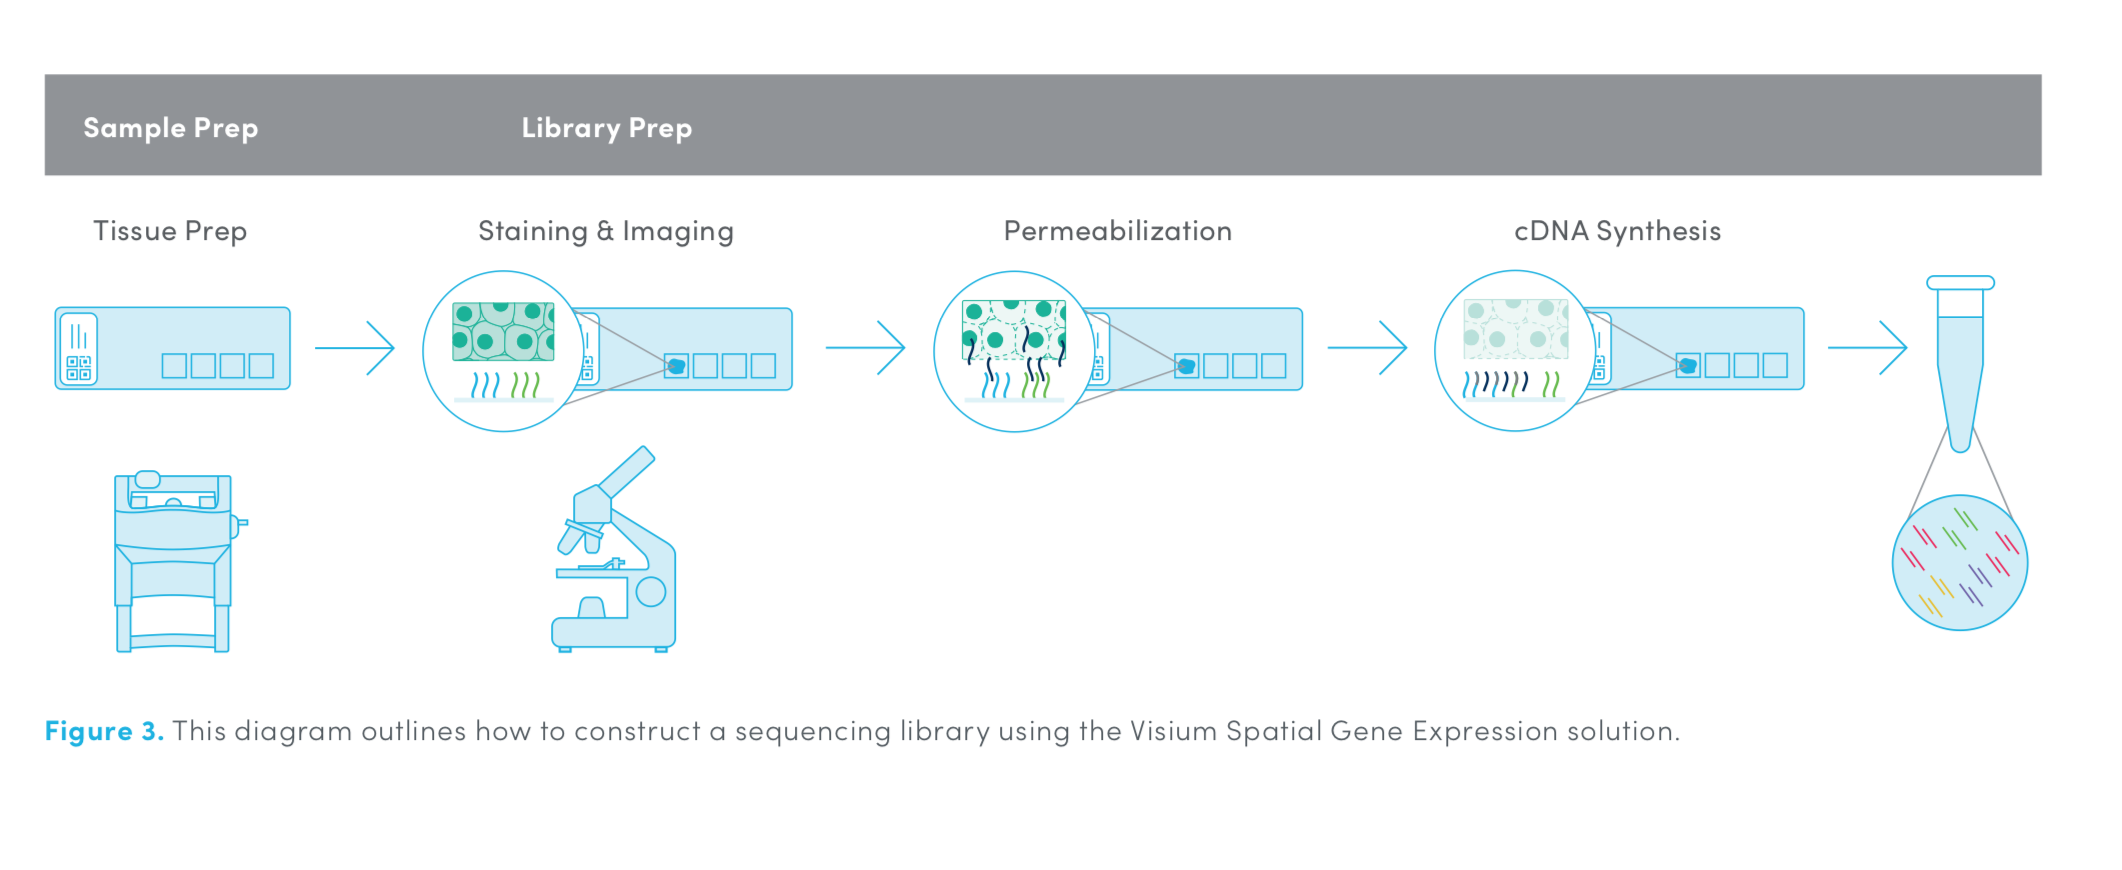 Sample Prep
Library Prep
Tissue Prep
Staining & Imaging
Permeabilization
cDNA Synthesis
Figure 3. This diagram outlines how to construct a sequencing library using the Visium Spatial Gene Expression solution.